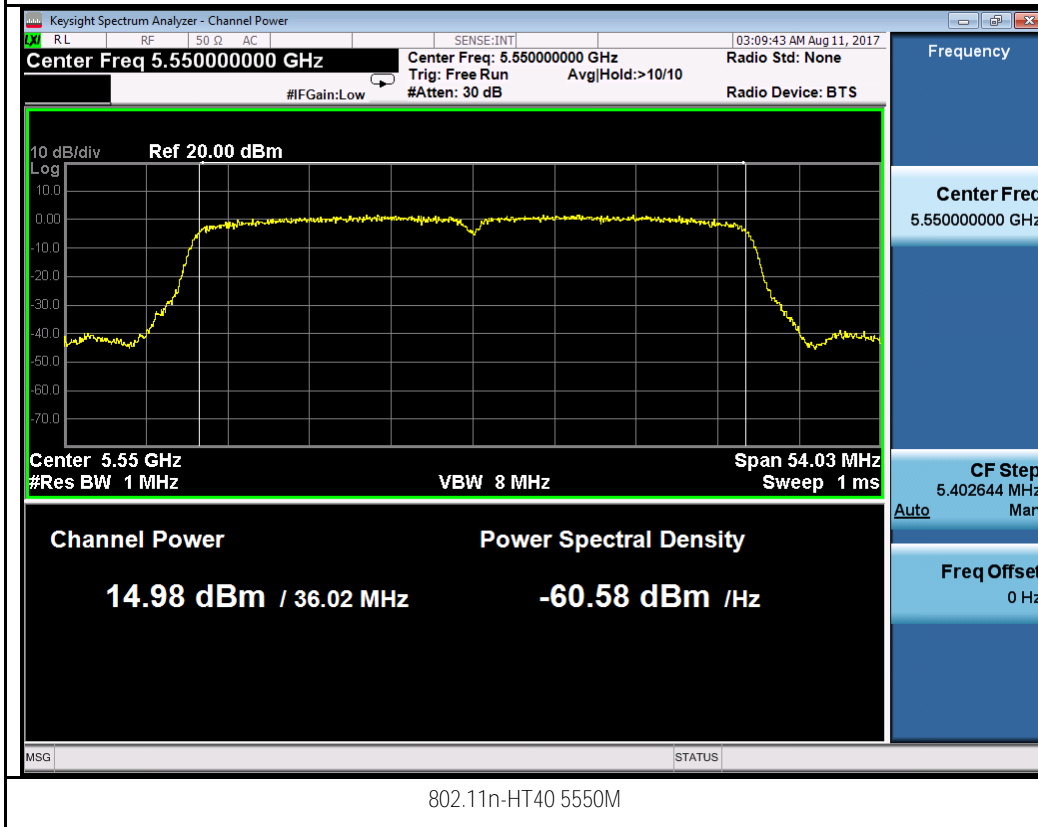 Keysight Spectrum Analyzer - Channel Power
LXI RL RF 50 Ω AC SENSE:INT 03:09:43 AM Aug 11, 2017
Center Freq 5.550000000 GHz
Center Freq: 5.550000000 GHz
Radio Std: None
Trig: Free Run Avg|Hold:>10/10
#IFGain:Low
#Atten: 30 dB
Radio Device: BTS
Frequency
10 dB/div Ref 20.00 dBm
Log
10.0
0.00
-10.0
-20.0
-30.0
-40.0
-50.0
-60.0
-70.0
Center 5.55 GHz Span 54.03 MHz
#Res BW 1 MHz VBW 8 MHz Sweep 1 ms
Channel Power Power Spectral Density
14.98 dBm / 36.02 MHz -60.58 dBm /Hz
Center Freq
5.550000000 GHz
CF Step
5.402644 MHz
Auto Man
Freq Offset
0 Hz
MSG STATUS
802.11n-HT40 5550M